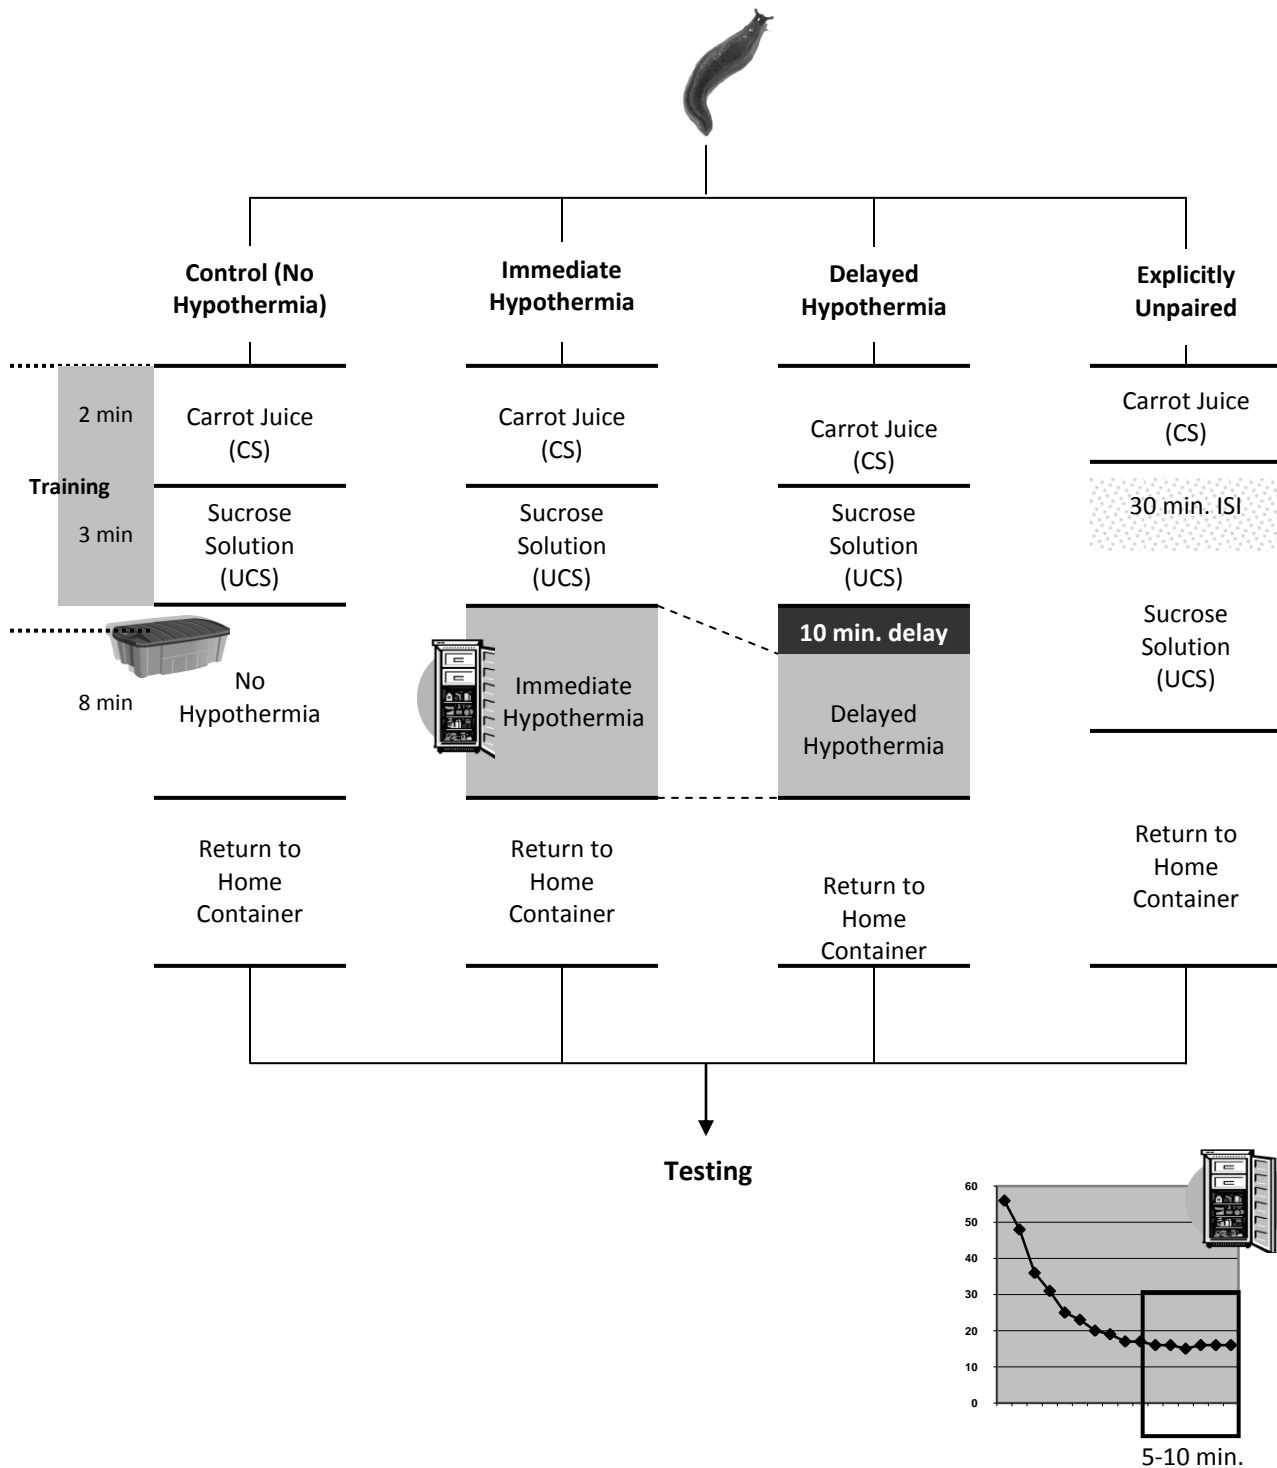 Control (No
Hypothermia)
Immediate
Hypothermia
Delayed
Hypothermia
Explicitly
Unpaired
Training
2 min
3 min
8 min
Carrot Juice
(CS)
Sucrose
Solution
(UCS)
No
Hypothermia
Return to
Home
Container
Carrot Juice
(CS)
Sucrose
Solution
(UCS)
Immediate
Hypothermia
Return to
Home
Container
Carrot Juice
(CS)
Sucrose
Solution
(UCS)
10 min. delay
Delayed
Hypothermia
Return to
Home
Container
Carrot Juice
(CS)
30 min. ISI
Sucrose
Solution
(UCS)
Return to
Home
Container
Testing
60
50
40
30
20
10
0
5-10 min.